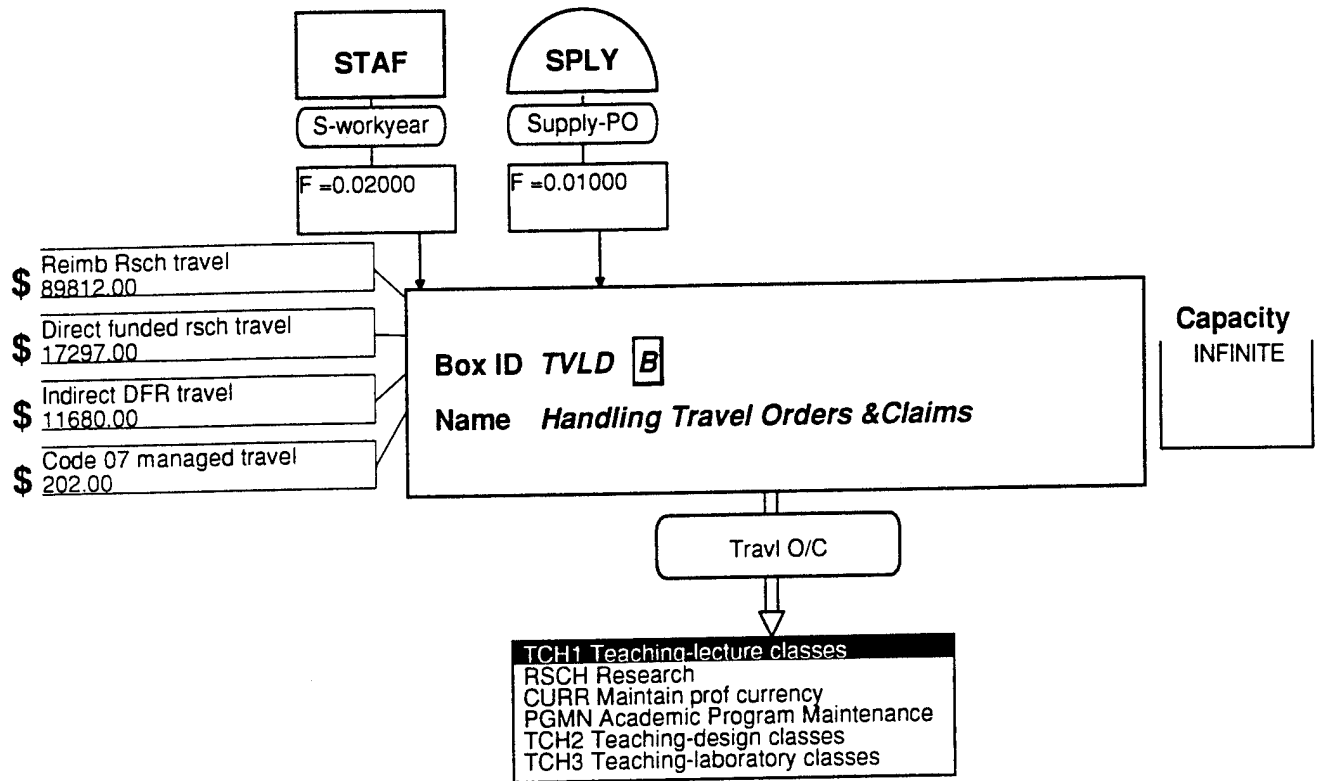 STAF
SPLY
S-workyear
Supply-PO
F =0.02000
F =0.01000
$ Reimb Rsch travel
89812.00
$ Direct funded rsch travel
17297.00
$ Indirect DFR travel
11680.00
$ Code 07 managed travel
202.00
Box ID TVLD B
Name Handling Travel Orders &Claims
Capacity
INFINITE
Travl O/C
TCH1 Teaching-lecture classes
RSCH Research
CURR Maintain prof currency
PGMN Academic Program Maintenance
TCH2 Teaching-design classes
TCH3 Teaching-laboratory classes